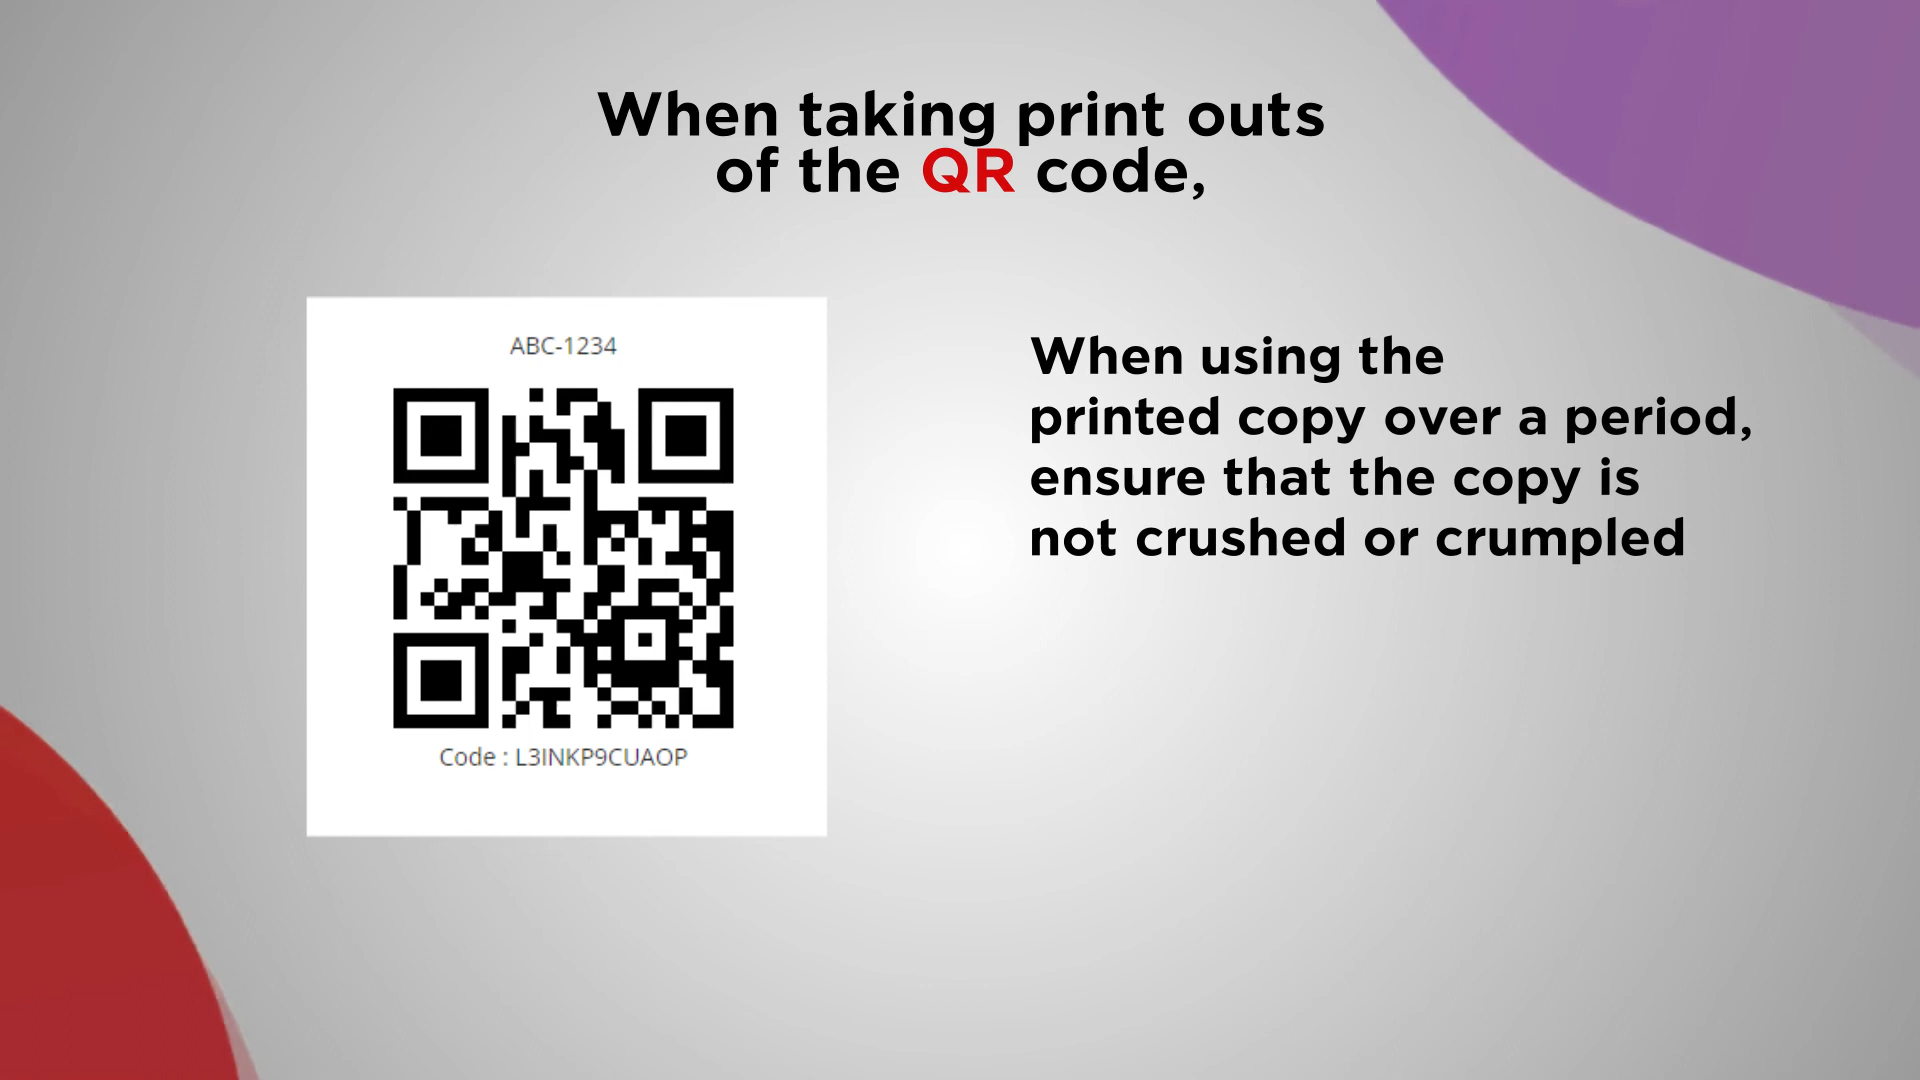 When taking print outs
of the QR code,
ABC-1234
Code : L3INKP9CUAOP
When using the
printed copy over a period,
ensure that the copy is
not crushed or crumpled